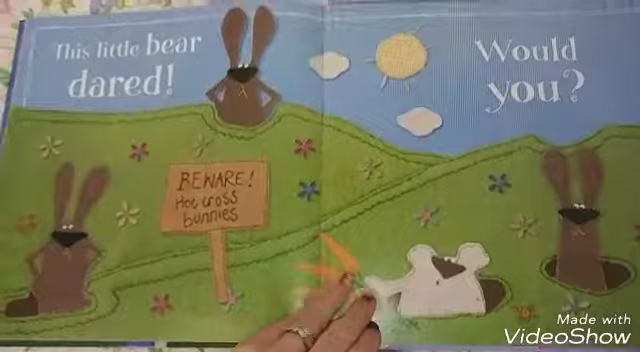 This little bear
dared!
Would
you?
BEWARE!
Hot cross
bunnies
Made with
VideoShow